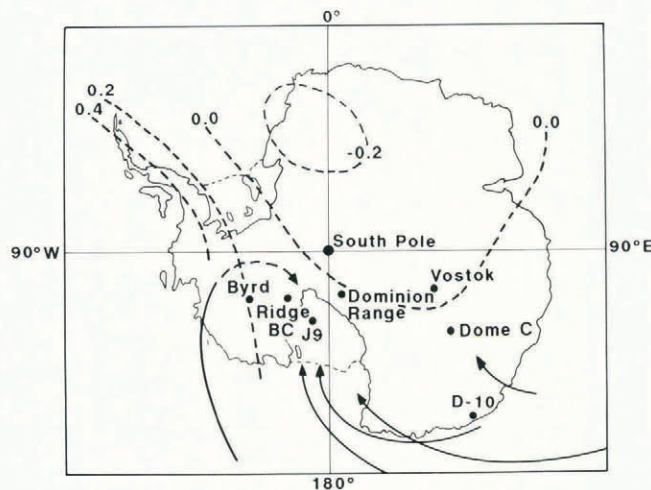 0°
0.2
0.4
0.0
0.0
-0.2
South Pole
90°W
90°E
Byrd
Vostok
Dominion
Range
Ridge
BC
J9
Dome C
D-10
180°